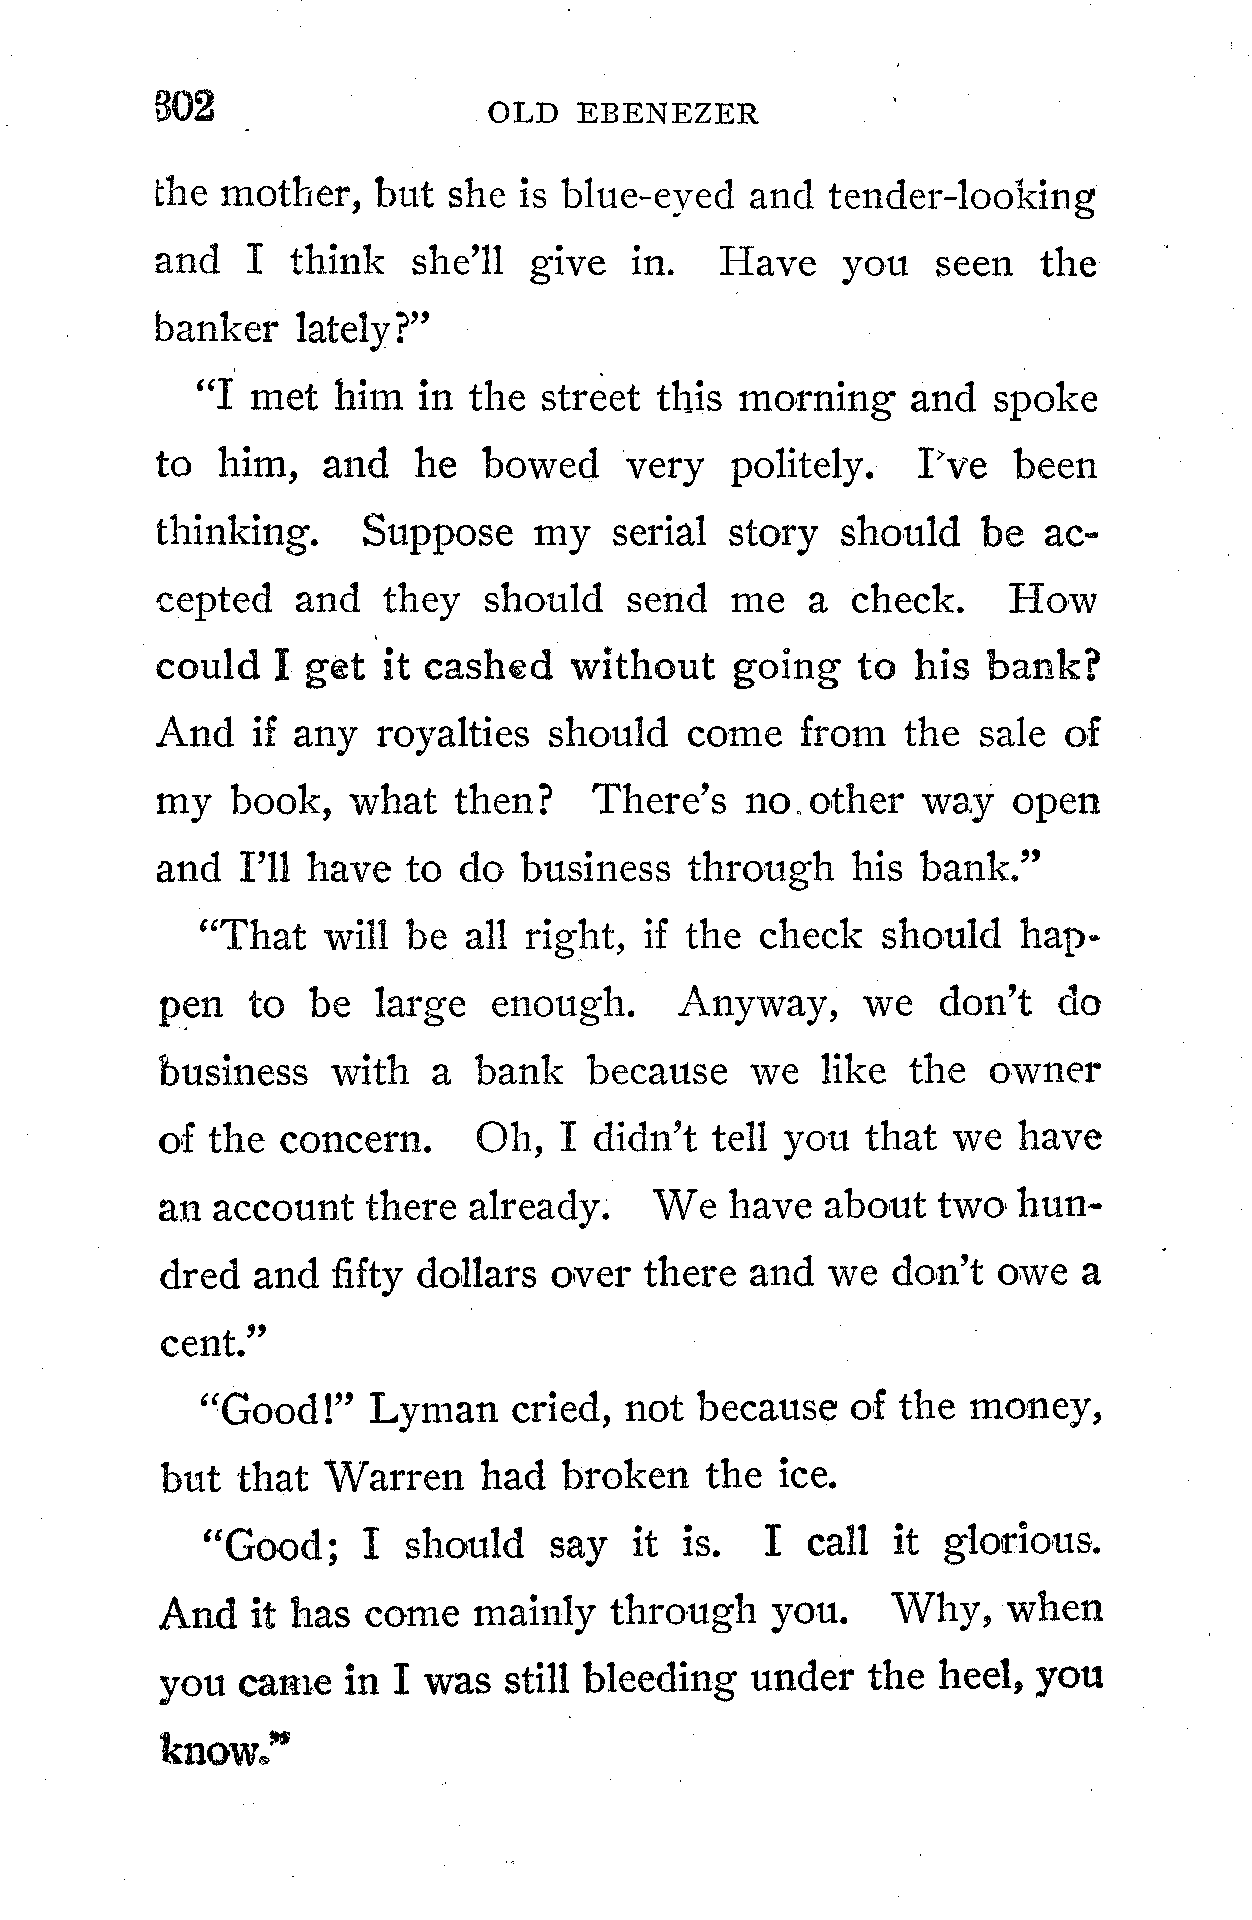 302 OLD EBENEZER
the mother, but she is blue-eyed and tender-looking
and I think she'll give in. Have you seen the
banker lately?”
“I met him in the street this morning and spoke
to him, and he bowed very politely. I've been
thinking. Suppose my serial story should be ac-
cepted and they should send me a check. How
could I get it cashed without going to his bank?
And if any royalties should come from the sale of
my book, what then? There's no other way open
and I'll have to do business through his bank.”
“That will be all right, if the check should hap-
pen to be large enough. Anyway, we don't do
business with a bank because we like the owner
of the concern. Oh, I didn't tell you that we have
an account there already. We have about two hun-
dred and fifty dollars over there and we don't owe a
cent.”
“Good!” Lyman cried, not because of the money,
but that Warren had broken the ice.
“Good; I should say it is. I call it glorious.
And it has come mainly through you. Why, when
you came in I was still bleeding under the heel, you
know.”